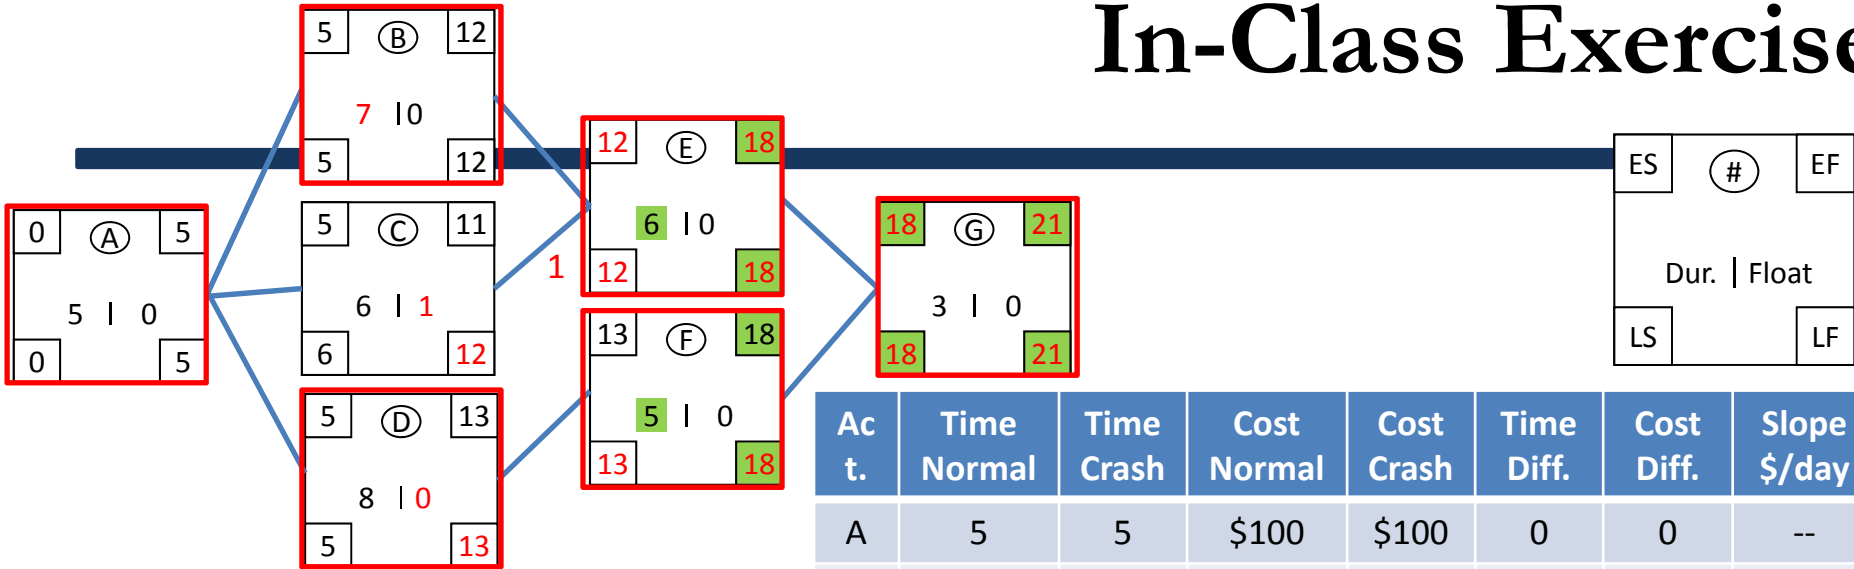 In-Class Exercise
5 B 12
7 | 0
5 12
0 A 5
5 | 0
0 5
5 C 11
6 | 1
6 12
5 D 13
8 | 0
5 13
1
12 E 18
6 | 0
12 18
13 F 18
5 | 0
13 18
18 G 21
3 | 0
18 21
ES # EF
Dur. | Float
LS LF
Ac Time Time Cost Cost Time Cost Slope
t. Normal Crash Normal Crash Diff. Diff. $/day
A 5 5 $100 $100 0 0 --